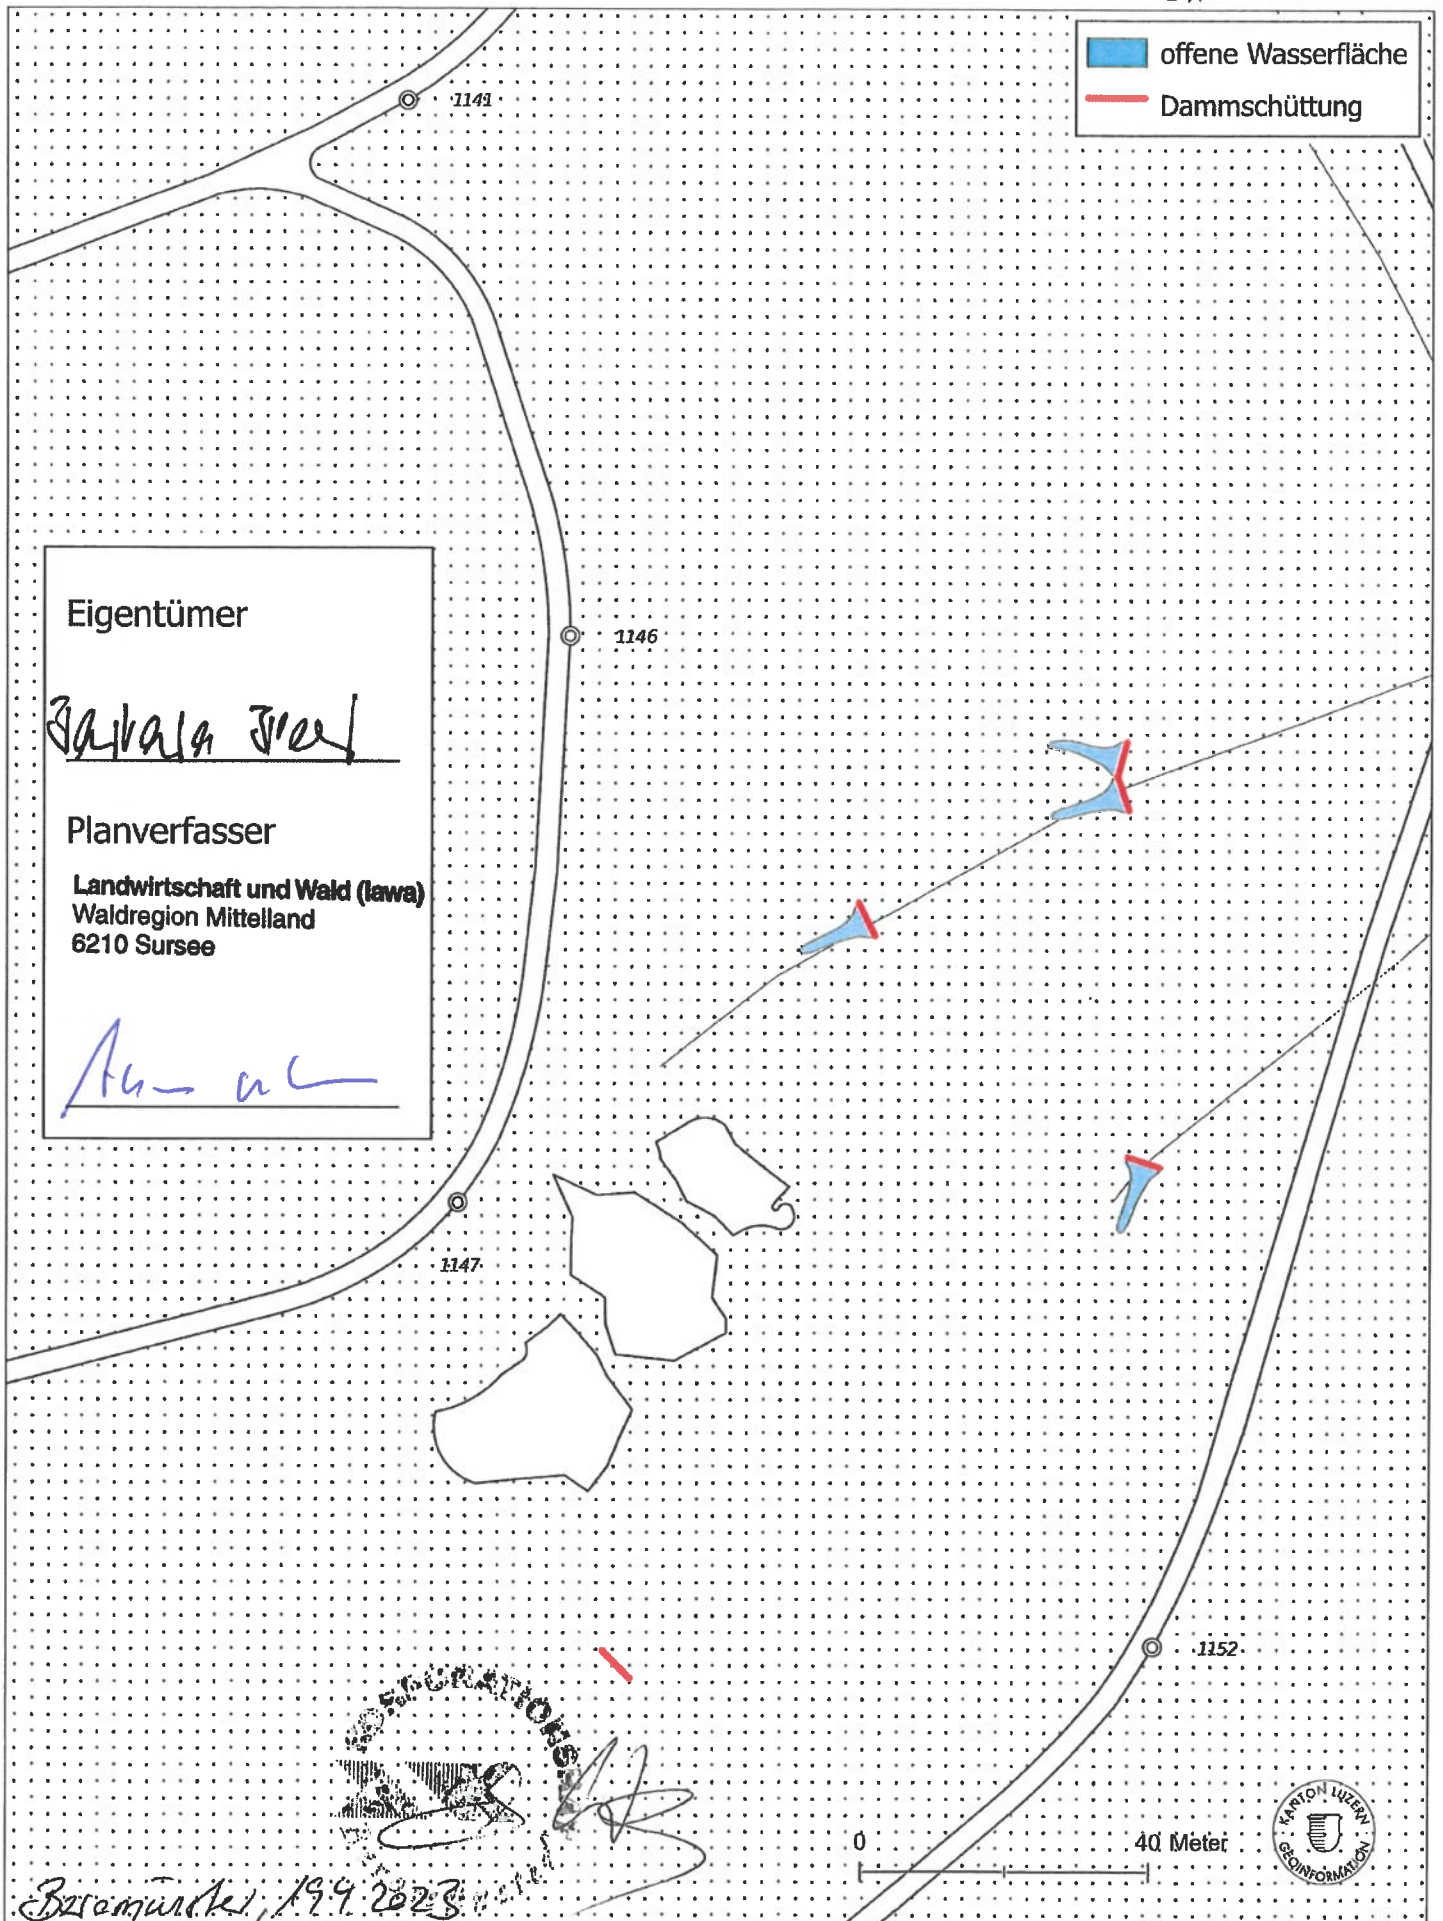 offene Wasserfläche
Dammschüttung
1141
Eigentümer
1146
Planverfasser
Landwirtschaft und Wald (lawa)
Waldregion Mittelland
6210 Sursee
1147
1152
0 40 Meter
KANTON LUZERN
GEOINFORMATION
Beromünster, 19.9.2023